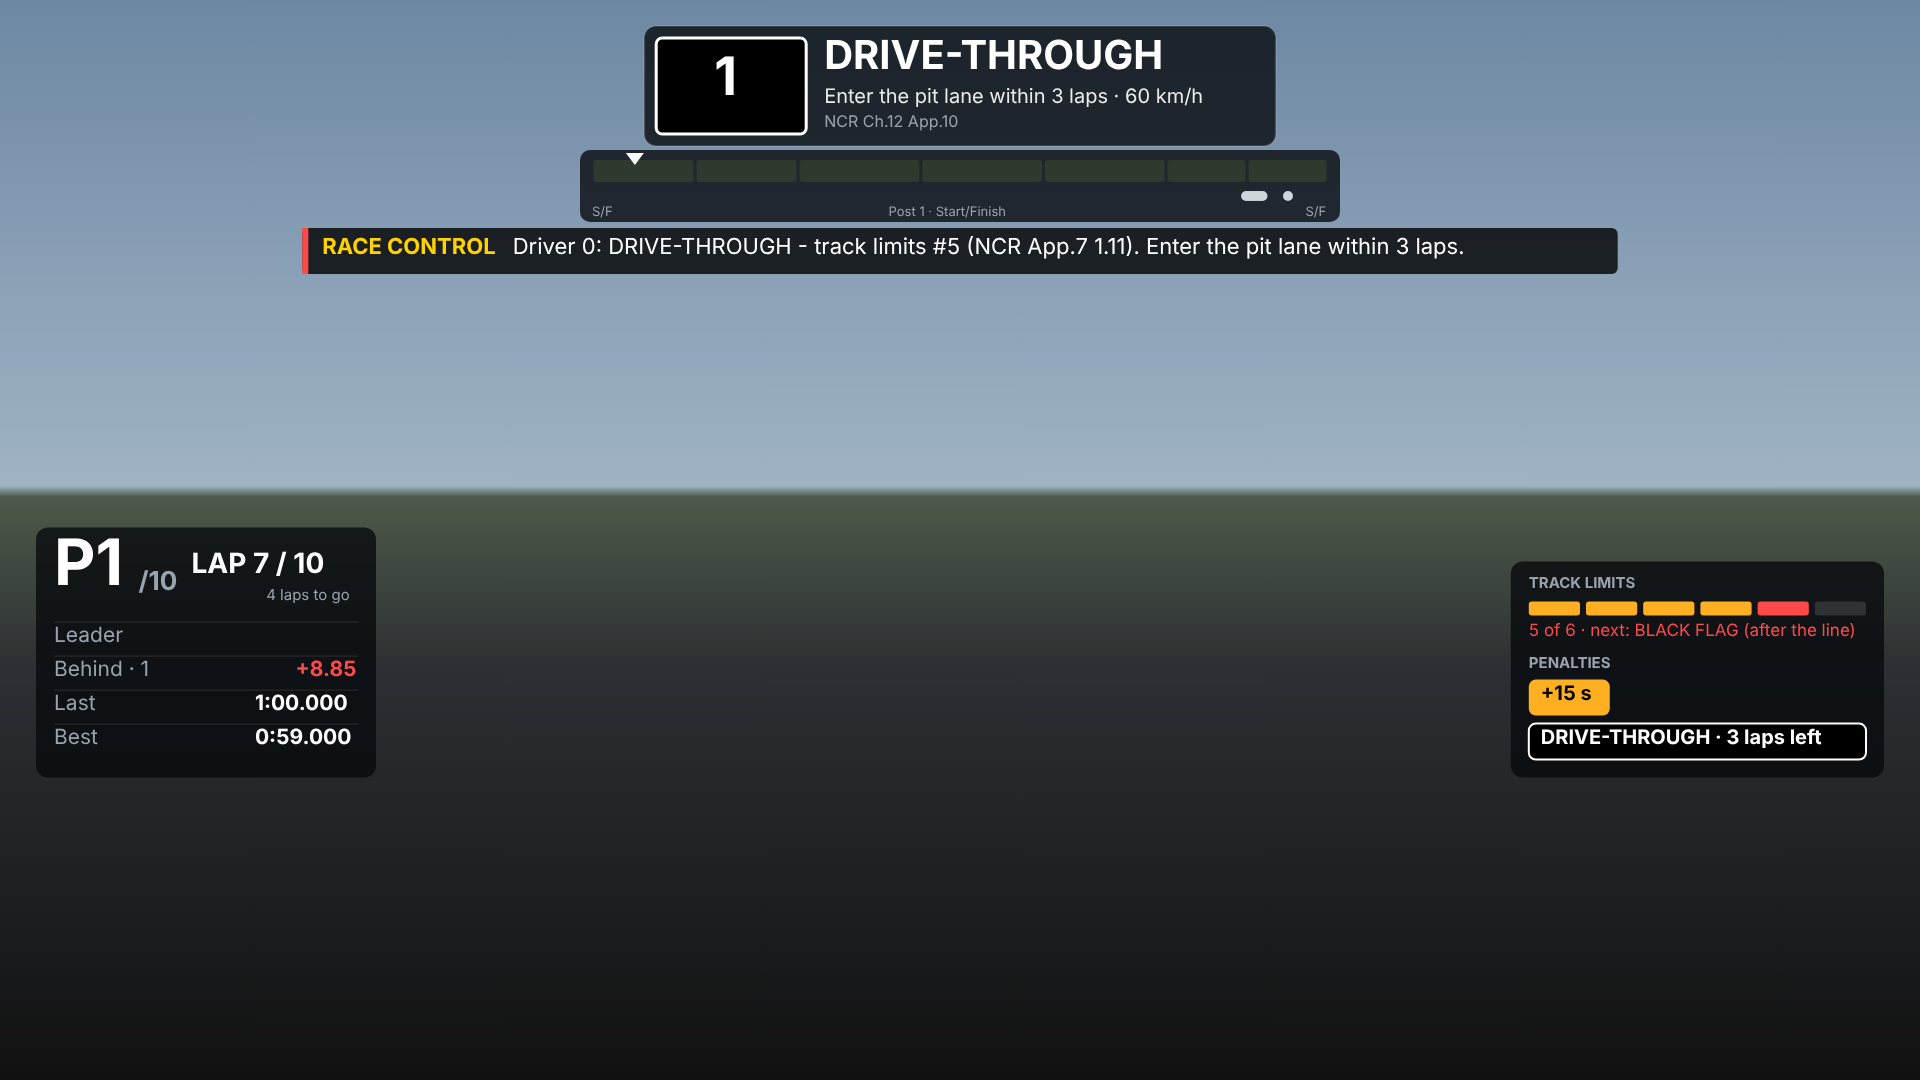 1
DRIVE-THROUGH
Enter the pit lane within 3 laps · 60 km/h
NCR Ch.12 App.10
S/F
Post 1 · Start/Finish
S/F
RACE CONTROL Driver 0: DRIVE-THROUGH - track limits #5 (NCR App.7 1.11). Enter the pit lane within 3 laps.
P1 /10 LAP 7 / 10
4 laps to go
Leader
Behind · 1 +8.85
Last 1:00.000
Best 0:59.000
TRACK LIMITS
5 of 6 · next: BLACK FLAG (after the line)
PENALTIES
+15 s
DRIVE-THROUGH · 3 laps left